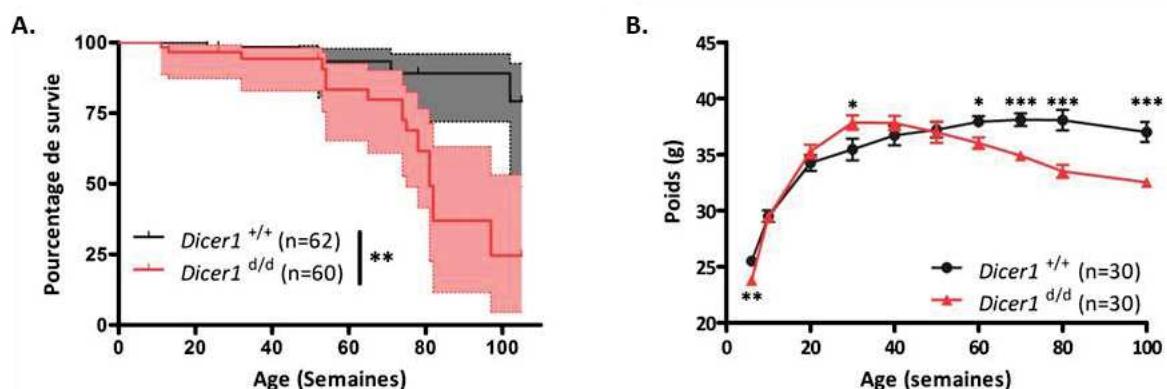 A.
Pourcentage de survie
100
75
50
25
0
Dicer1 +/+ (n=62)
Dicer1 d/d (n=60)
**
0 20 40 60 80 100
Age (Semaines)
B.
Poids (g)
45
40
35
30
25
20
* * *** *** ***
**
Dicer1 +/+ (n=30)
Dicer1 d/d (n=30)
0 20 40 60 80 100
Age (semaines)